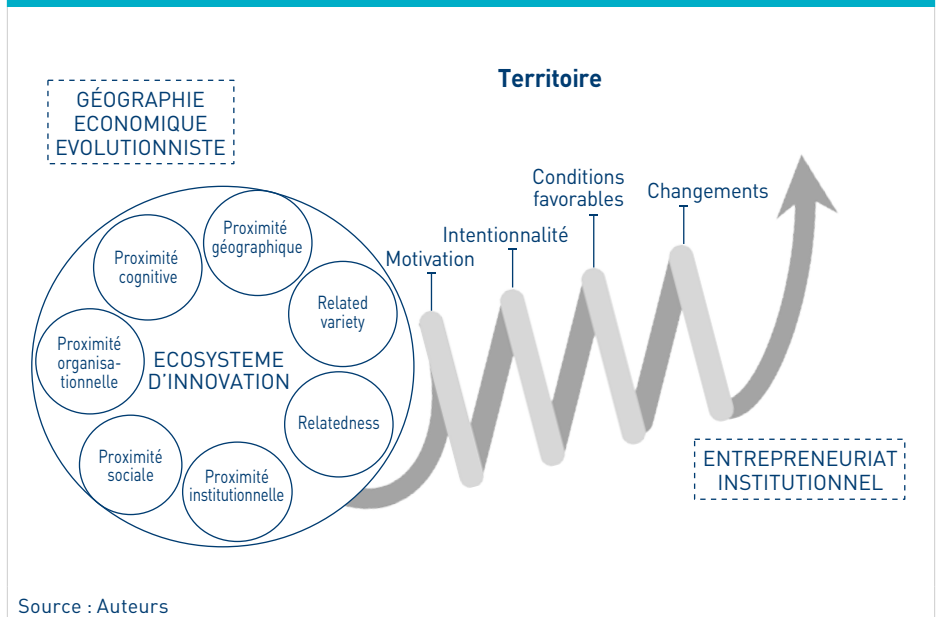 Territoire
GÉOGRAPHIE
ECONOMIQUE
EVOLUTIONNISTE
Proximité
géographique
Proximité
cognitive
Related
variety
Proximité
organisa-
tionnelle
ECOSYSTEME
D'INNOVATION
Relatedness
Proximité
sociale
Proximité
institutionnelle
Motivation
Intentionnalité
Conditions
favorables
Changements
ENTREPRENEURIAT
INSTITUTIONNEL
Source : Auteurs